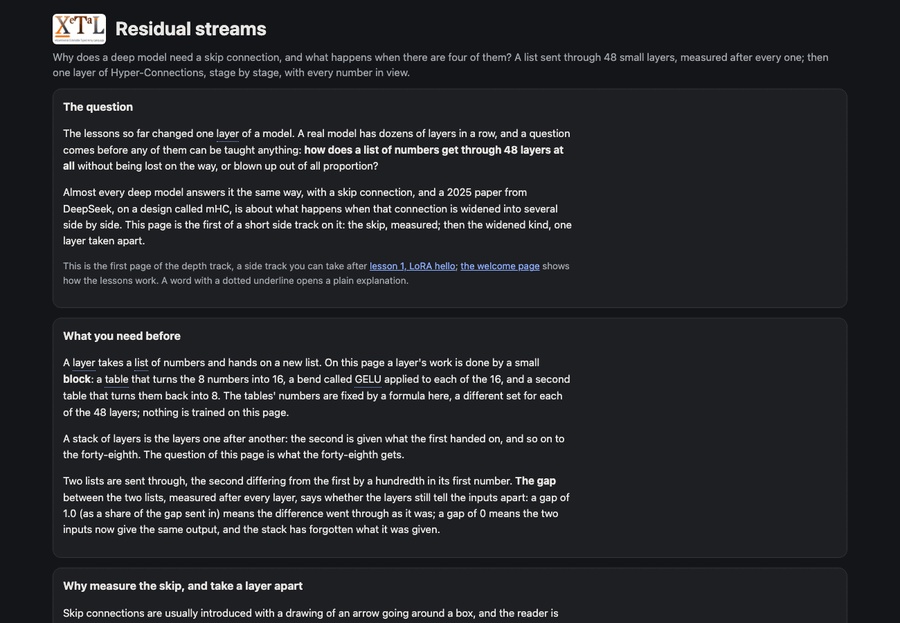 XeTaL
Residual streams
Why does a deep model need a skip connection, and what happens when there are four of them? A list sent through 48 small layers, measured after every one; then
one layer of Hyper-Connections, stage by stage, with every number in view.
The question
The lessons so far changed one layer of a model. A real model has dozens of layers in a row, and a question
comes before any of them can be taught anything: how does a list of numbers get through 48 layers at
all without being lost on the way, or blown up out of all proportion?
Almost every deep model answers it the same way, with a skip connection, and a 2025 paper from
DeepSeek, on a design called mHC, is about what happens when that connection is widened into several
side by side. This page is the first of a short side track on it: the skip, measured; then the widened kind, one
layer taken apart.
This is the first page of the depth track, a side track you can take after lesson 1, LoRA hello; the welcome page shows
how the lessons work. A word with a dotted underline opens a plain explanation.
What you need before
A layer takes a list of numbers and hands on a new list. On this page a layer's work is done by a small
block: a table that turns the 8 numbers into 16, a bend called GELU applied to each of the 16, and a second
table that turns them back into 8. The tables' numbers are fixed by a formula here, a different set for each
of the 48 layers; nothing is trained on this page.
A stack of layers is the layers one after another: the second is given what the first handed on, and so on to
the forty-eighth. The question of this page is what the forty-eighth gets.
Two lists are sent through, the second differing from the first by a hundredth in its first number. The gap
between the two lists, measured after every layer, says whether the layers still tell the inputs apart: a gap of
1.0 (as a share of the gap sent in) means the difference went through as it was; a gap of 0 means the two
inputs now give the same output, and the stack has forgotten what it was given.
Why measure the skip, and take a layer apart
Skip connections are usually introduced with a drawing of an arrow going around a box, and the reader is